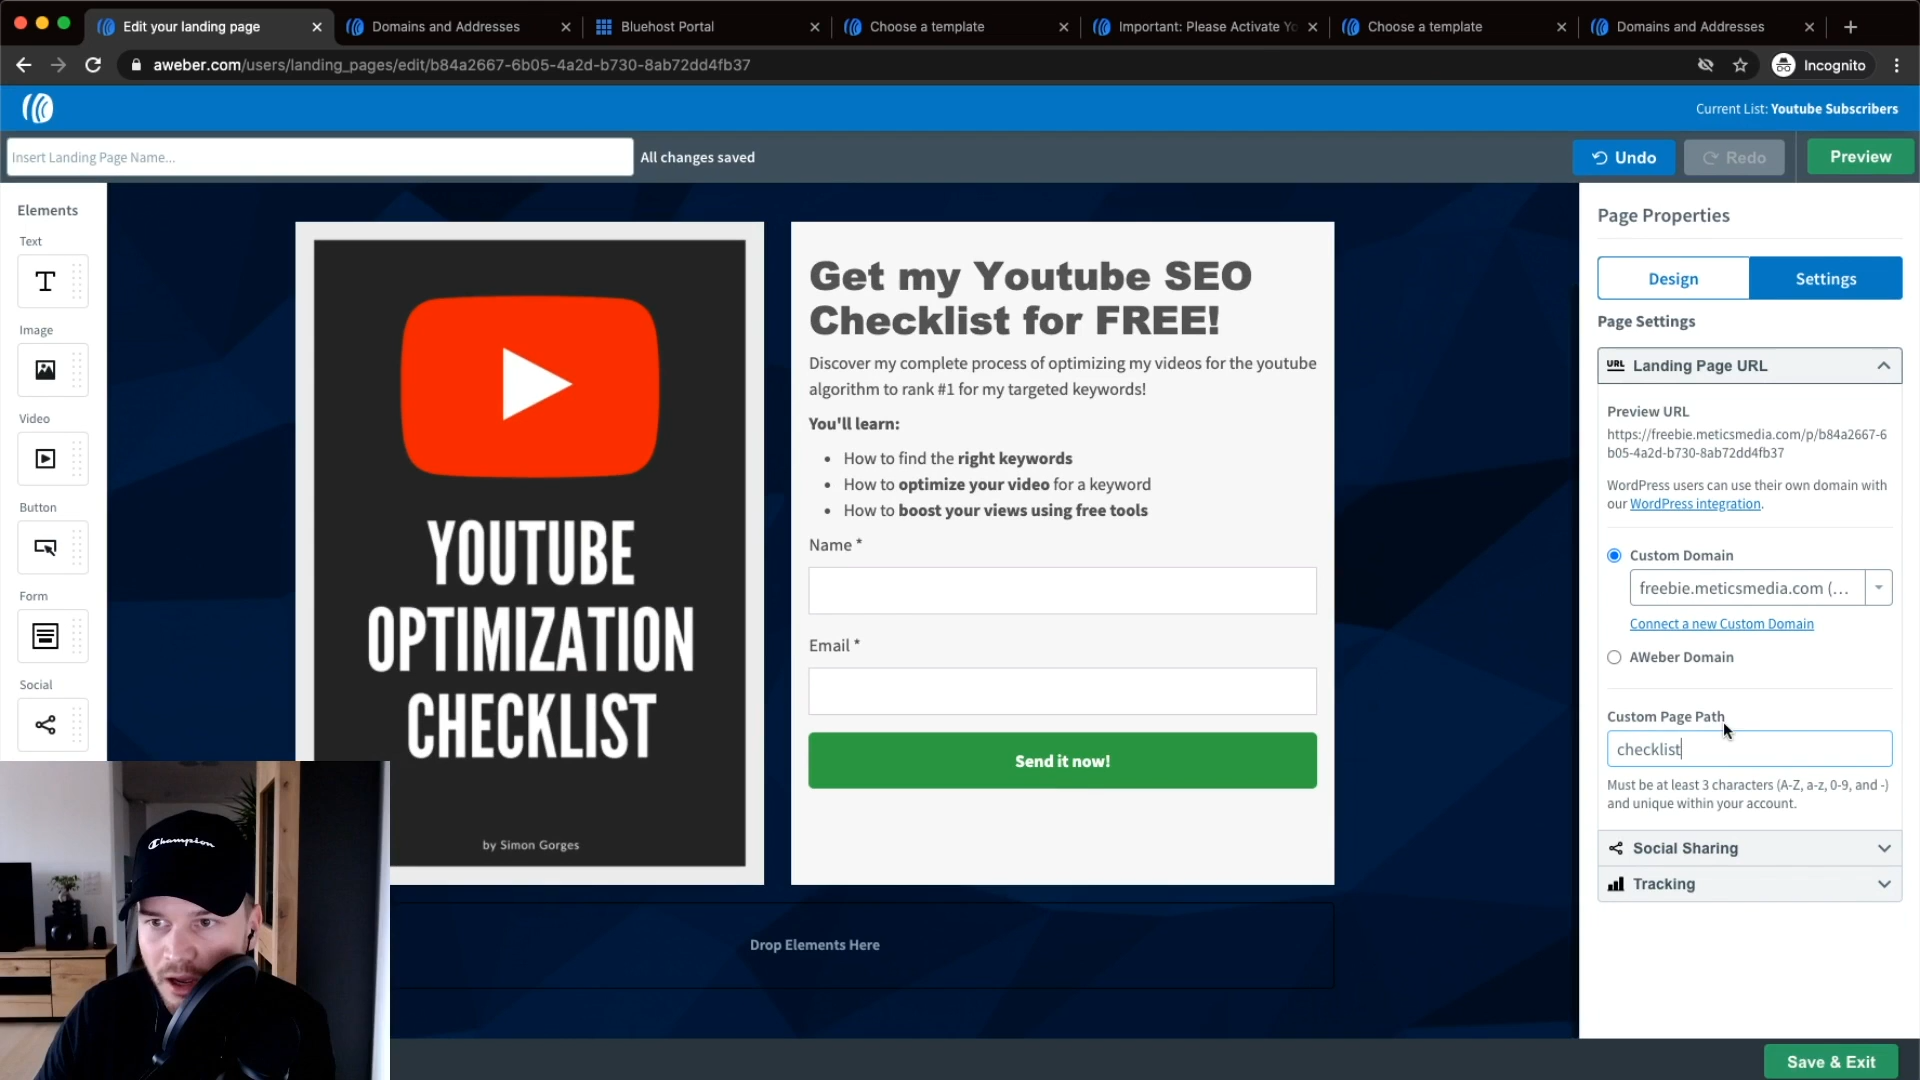 Edit your landing page
Domains and Addresses
Bluehost Portal
Choose a template
Important: Please Activate Yo
Choose a template
Domains and Addresses
aweber.com/users/landing_pages/edit/b84a2667-6b05-4a2d-b730-8ab72dd4fb37
Incognito
Current List: Youtube Subscribers
Insert Landing Page Name...
All changes saved
Undo
Redo
Preview
Elements
Text
Image
Video
Button
Form
Social
YOUTUBE
OPTIMIZATION
CHECKLIST
by Simon Gorges
Get my Youtube SEO
Checklist for FREE!
Discover my complete process of optimizing my videos for the youtube
algorithm to rank #1 for my targeted keywords!
You'll learn:
• How to find the right keywords
• How to optimize your video for a keyword
• How to boost your views using free tools
Name *
Email *
Send it now!
Drop Elements Here
Page Properties
Design
Settings
Page Settings
URL Landing Page URL
Preview URL
https://freebie.meticsmedia.com/p/b84a2667-6
b05-4a2d-b730-8ab72dd4fb37
WordPress users can use their own domain with
our WordPress integration.
Custom Domain
freebie.meticsmedia.com (...
Connect a new Custom Domain
AWeber Domain
Custom Page Path
checklist
Must be at least 3 characters (A-Z, a-z, 0-9, and -)
and unique within your account.
Social Sharing
Tracking
Save & Exit
Champion